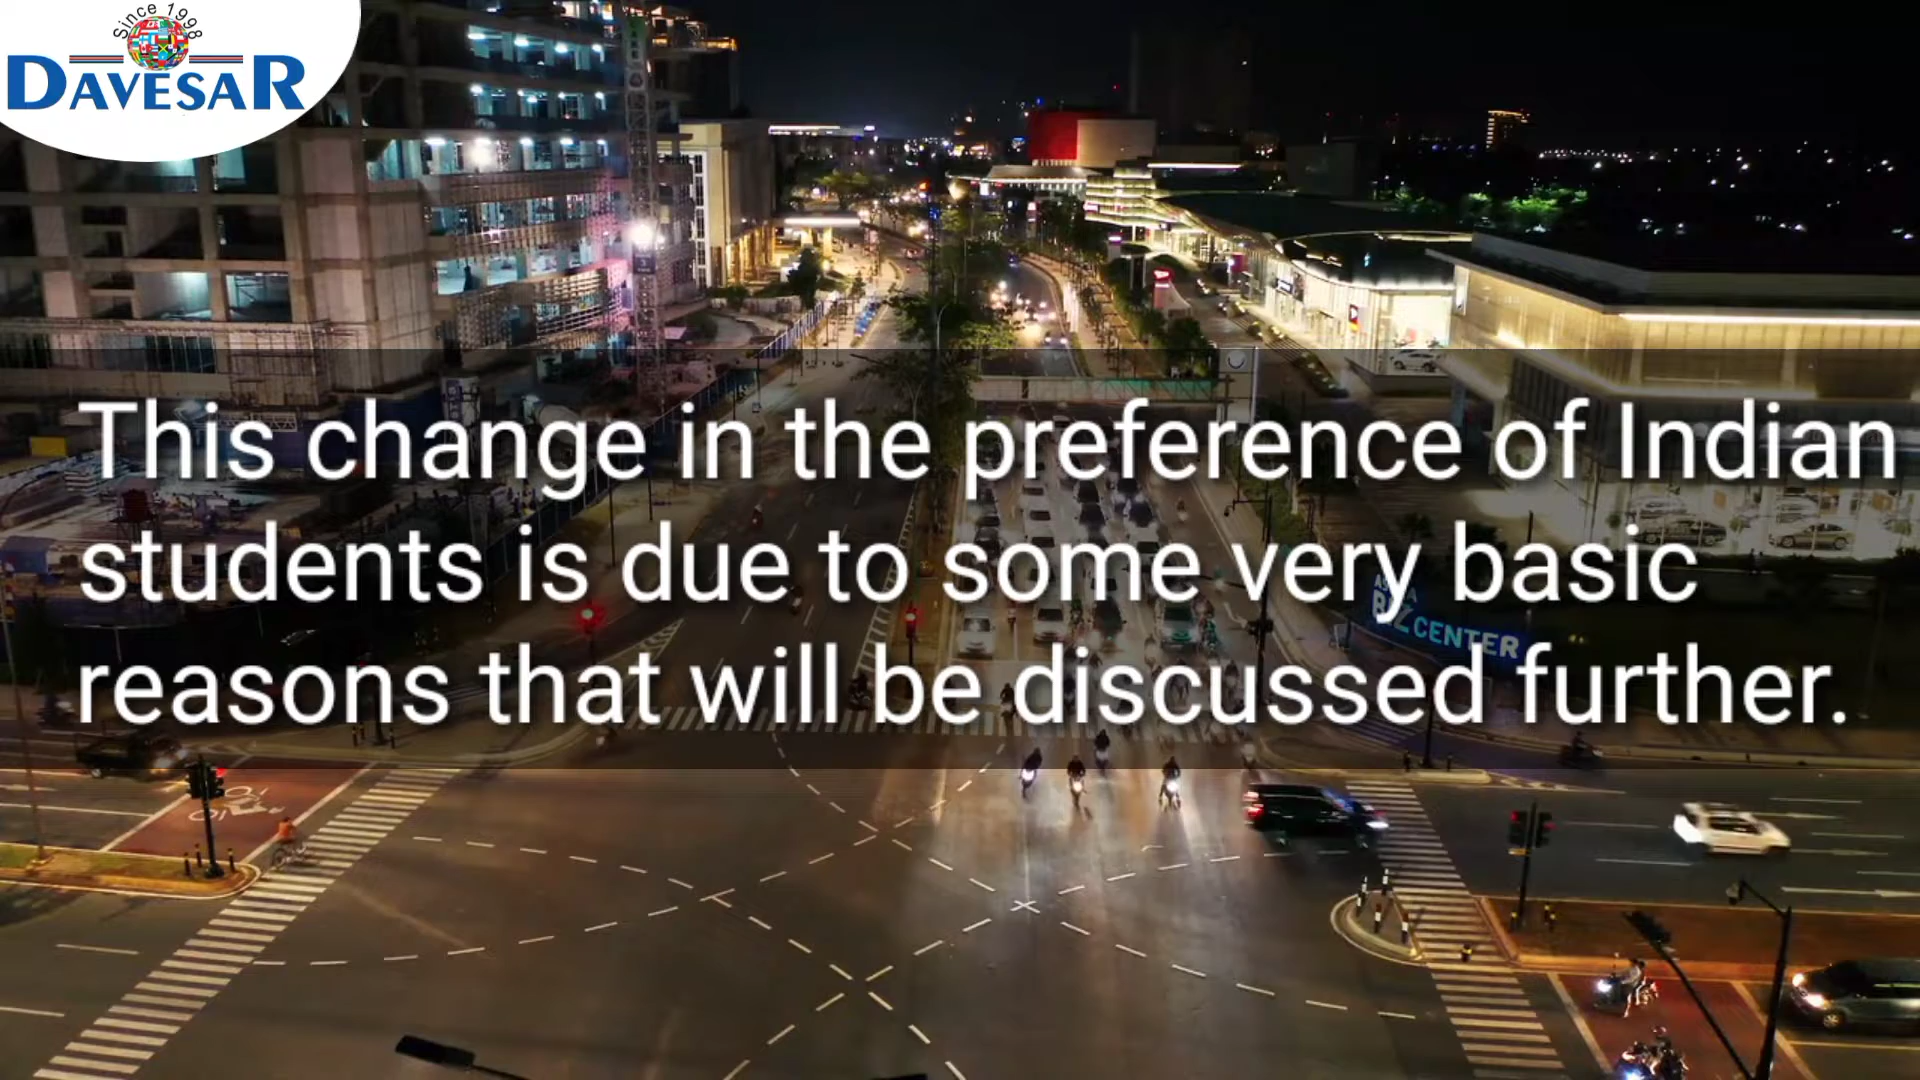 Since 1998
DAVESAR
This change in the preference of Indian
students is due to some very basic
reasons that will be discussed further.
BIZ CENTER